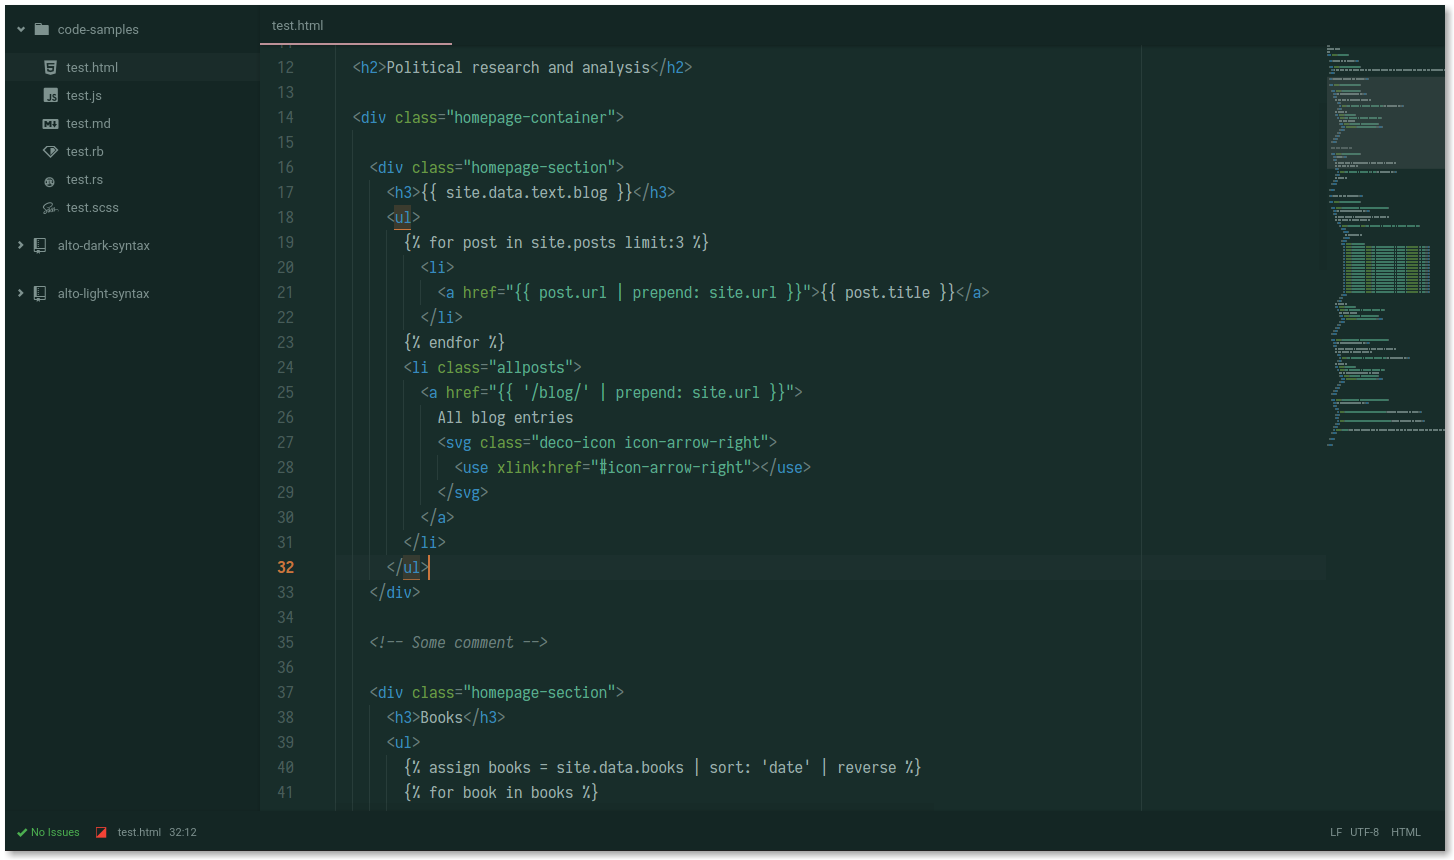 code-samples
test.html
test.js
test.md
test.rb
test.rs
test.scss
alto-dark-syntax
alto-light-syntax
test.html
12 <h2>Political research and analysis</h2>
13
14 <div class="homepage-container">
15
16 <div class="homepage-section">
17 <h3>{{ site.data.text.blog }}</h3>
18 <ul>
19 {% for post in site.posts limit:3 %}
20 <li>
21 <a href="{{ post.url | prepend: site.url }}">{{ post.title }}</a>
22 </li>
23 {% endfor %}
24 <li class="allposts">
25 <a href="{{ '/blog/' | prepend: site.url }}">
26 All blog entries
27 <svg class="deco-icon icon-arrow-right">
28 <use xlink:href="#icon-arrow-right"></use>
29 </svg>
30 </a>
31 </li>
32 </ul>
33 </div>
34
35 <!-- Some comment -->
36
37 <div class="homepage-section">
38 <h3>Books</h3>
39 <ul>
40 {% assign books = site.data.books | sort: 'date' | reverse %}
41 {% for book in books %}
No Issues test.html 32:12 LF UTF-8 HTML